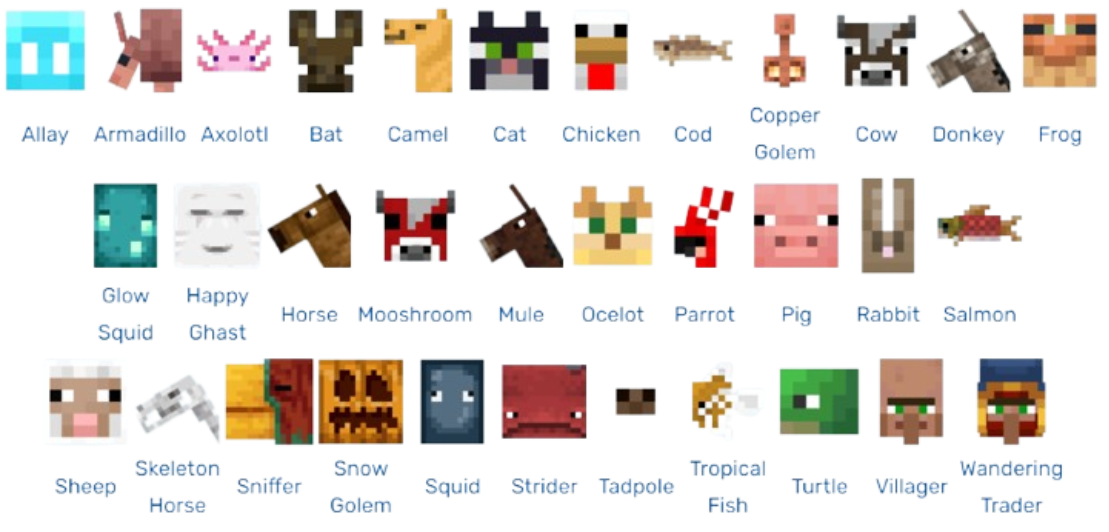 Allay Armadillo Axolotl Bat Camel Cat Chicken Cod Copper Golem Cow Donkey Frog
Glow Squid Happy Ghast Horse Mooshroom Mule Ocelot Parrot Pig Rabbit Salmon
Sheep Skeleton Horse Sniffer Snow Golem Squid Strider Tadpole Tropical Fish Turtle Villager Wandering Trader